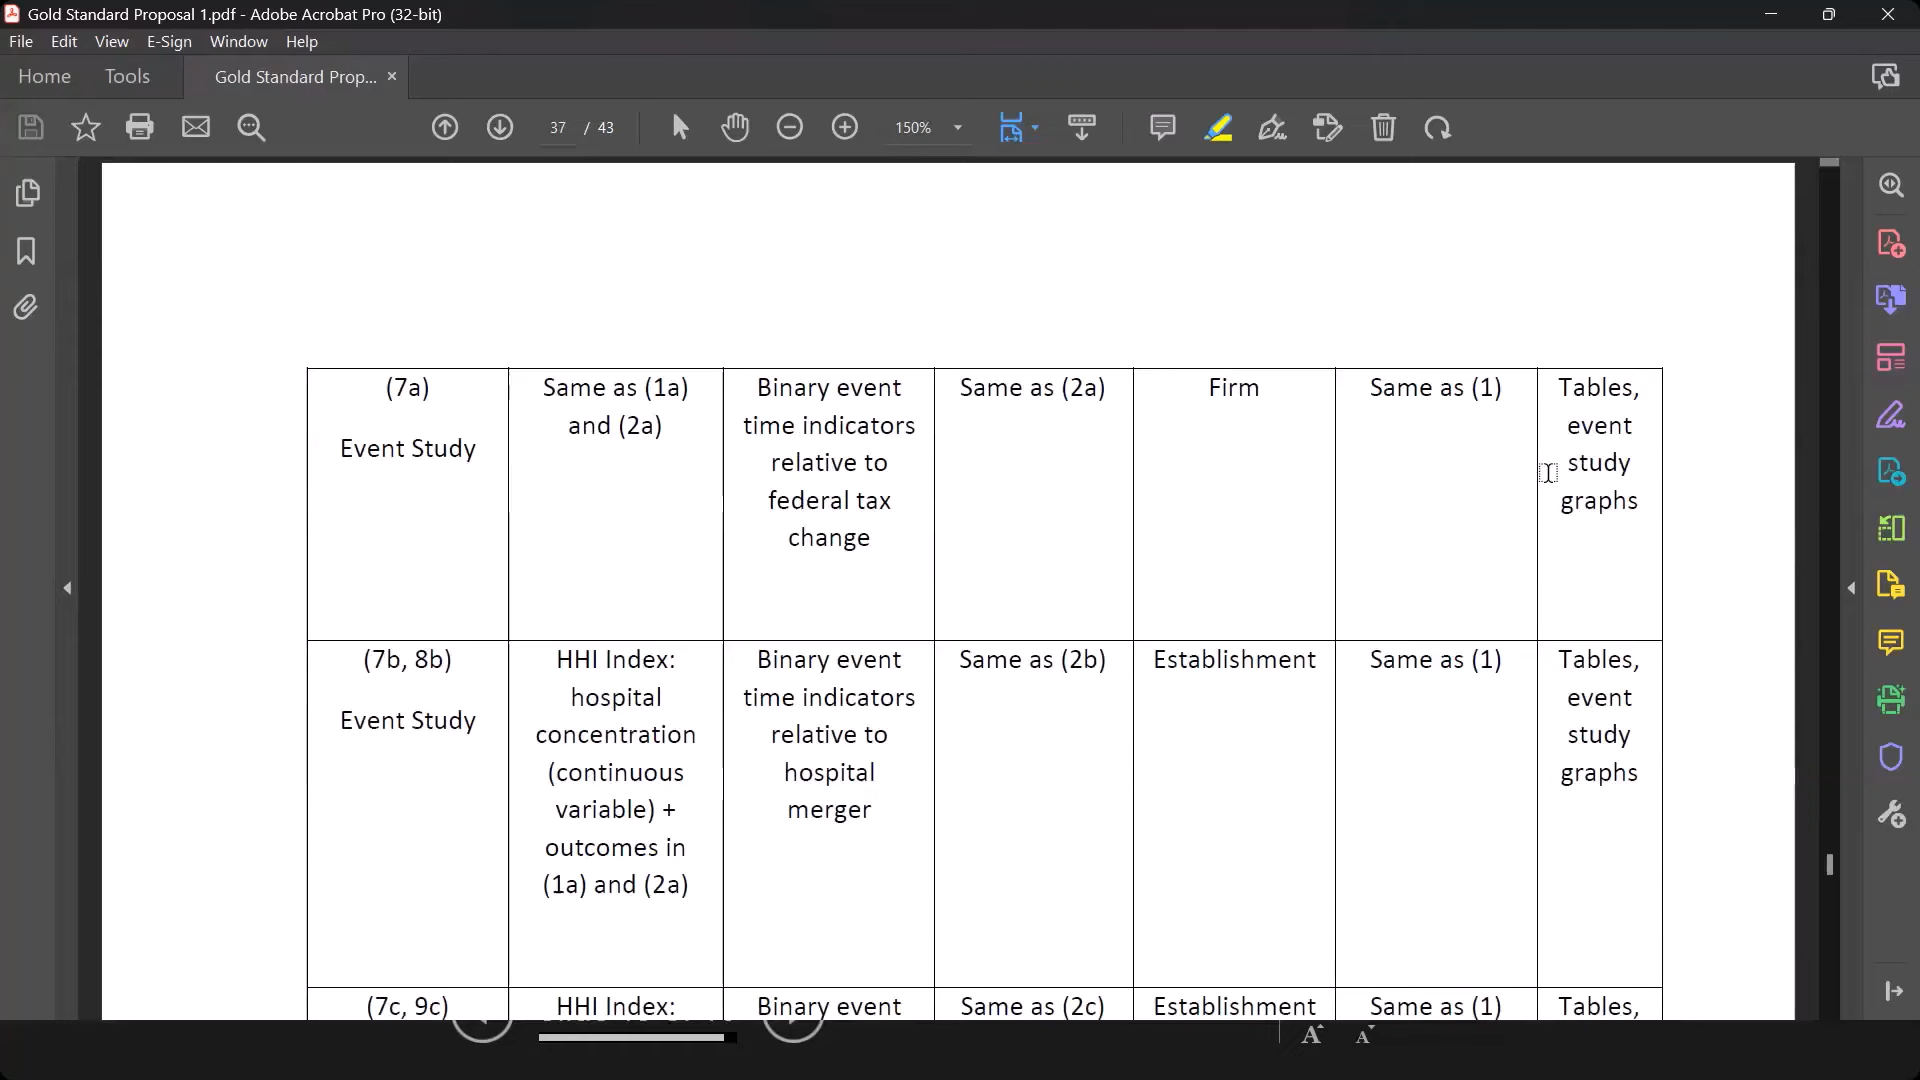 Gold Standard Proposal 1.pdf - Adobe Acrobat Pro (32-bit)
File Edit View E-Sign Window Help
Home Tools Gold Standard Prop... ×
37 / 43 150%
(7a)
Event Study
Same as (1a)
and (2a)
Binary event
time indicators
relative to
federal tax
change
Same as (2a)
Firm
Same as (1)
Tables,
event
study
graphs
(7b, 8b)
Event Study
HHI Index:
hospital
concentration
(continuous
variable) +
outcomes in
(1a) and (2a)
Binary event
time indicators
relative to
hospital
merger
Same as (2b)
Establishment
Same as (1)
Tables,
event
study
graphs
(7c, 9c)
HHI Index:
Binary event
Same as (2c)
Establishment
Same as (1)
Tables,
A A